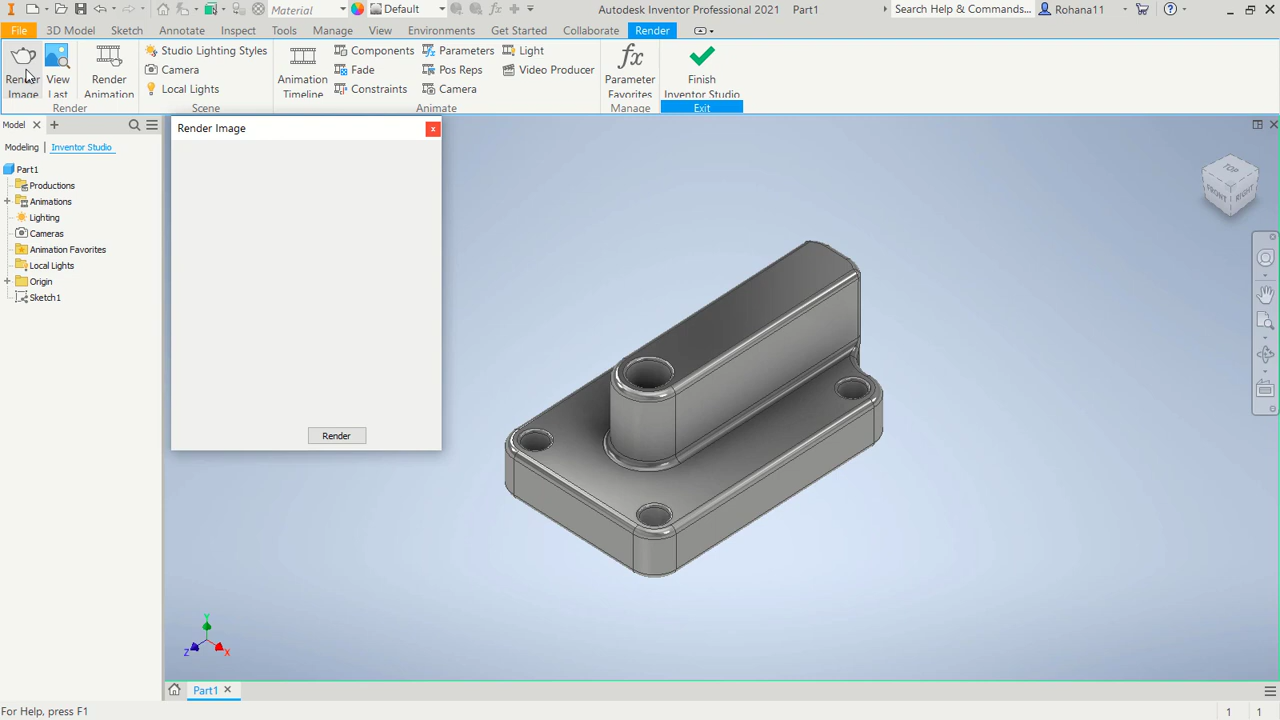 Material
Default
Autodesk Inventor Professional 2021 Part1
Search Help & Commands...
Rohana11
File
3D Model
Sketch
Annotate
Inspect
Tools
Manage
View
Environments
Get Started
Collaborate
Render
Render Image
View Last
Render Animation
Studio Lighting Styles
Camera
Local Lights
Animation Timeline
Components
Fade
Constraints
Parameters
Pos Reps
Camera
Light
Video Producer
fx
Parameter Favorites
Finish Inventor Studio
Render
Scene
Animate
Manage
Exit
Model
Modeling
Inventor Studio
Part1
Productions
Animations
Lighting
Cameras
Animation Favorites
Local Lights
Origin
Sketch1
Render Image
x
Render
TOP
FRONT
RIGHT
Y
Z
X
Part1
For Help, press F1
1
1